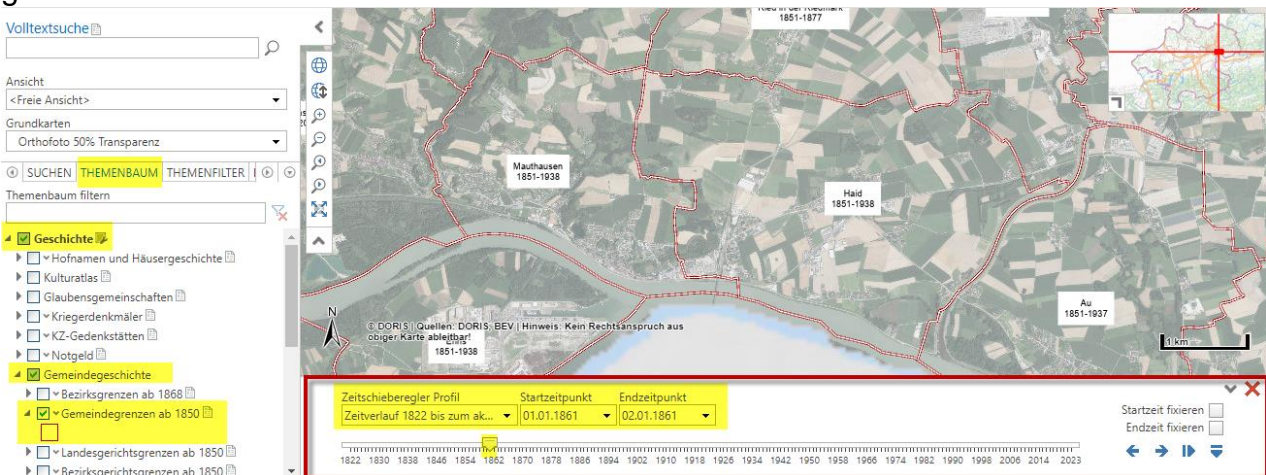 Volltextsuche
Ansicht
<Freie Ansicht>
Grundkarten
Orthofoto 50% Transparenz
SUCHEN THEMENBAUM THEMENFILTER
Themenbaum filtern
Geschichte
Hofnamen und Häusergeschichte
Kulturatlas
Glaubensgemeinschaften
Kriegerdenkmäler
KZ-Gedenkstätten
Notgeld
Gemeindegeschichte
Bezirksgrenzen ab 1868
Gemeindegrenzen ab 1850
Landesgerichtsgrenzen ab 1850
Bezirksgerichtsgrenzen ab 1850
Ried in der Riedmark
1851-1877
Mauthausen
1851-1938
Haid
1851-1938
Au
1851-1937
N
© DORIS | Quellen: DORIS, BEV | Hinweis: Kein Rechtsanspruch aus
obiger Karte ableitbar!
Enns
1851-1938
1 km
Zeitschieberegler Profil Startzeitpunkt Endzeitpunkt
Zeitverlauf 1822 bis zum ak... 01.01.1861 02.01.1861
Startzeit fixieren
Endzeit fixieren
1822 1830 1838 1846 1854 1862 1870 1878 1886 1894 1902 1910 1918 1926 1934 1942 1950 1958 1966 1974 1982 1990 1998 2006 2014 2023